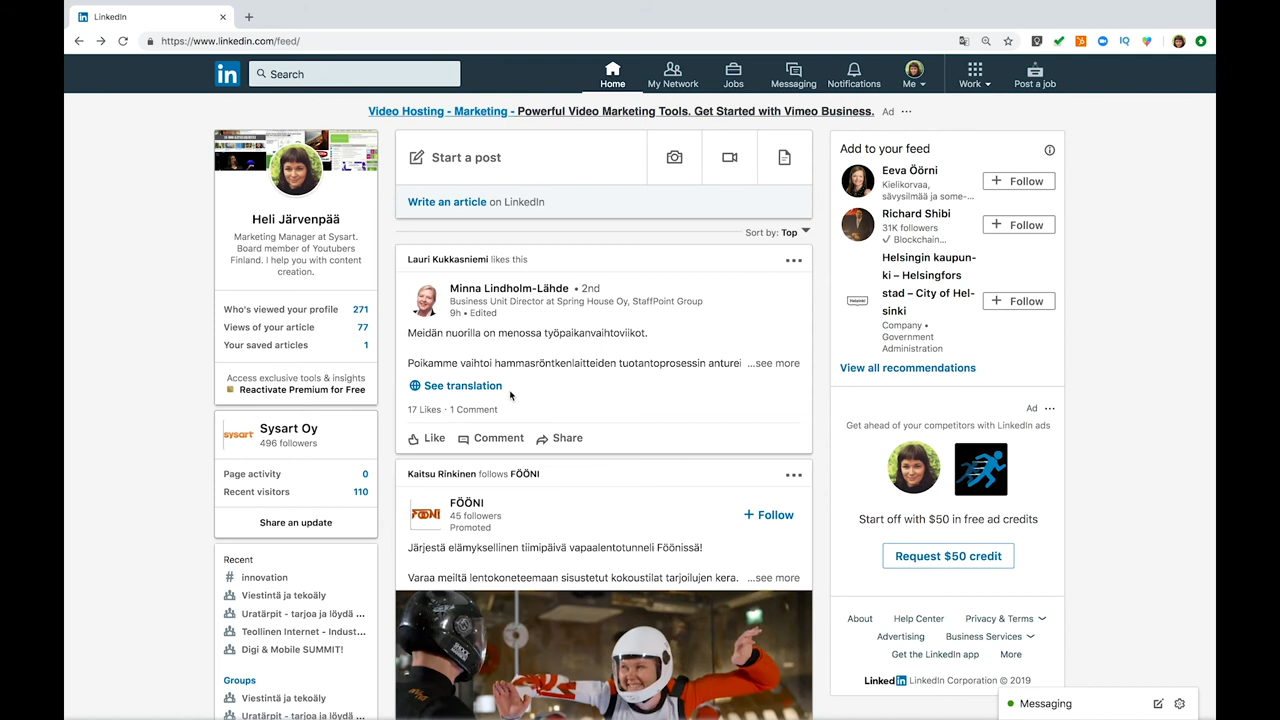 LinkedIn
https://www.linkedin.com/feed/
IQ
in
Search
Home
My Network
Jobs
Messaging
Notifications
Me
Work
Post a job
Video Hosting - Marketing - Powerful Video Marketing Tools. Get Started with Vimeo Business.
Ad
Heli Järvenpää
Marketing Manager at Sysart.
Board member of Youtubers
Finland. I help you with content
creation.
Who's viewed your profile 271
Views of your article 77
Your saved articles 1
Access exclusive tools & insights
Reactivate Premium for Free
sysart
Sysart Oy
496 followers
Page activity 0
Recent visitors 110
Share an update
Recent
# innovation
Viestintä ja tekoäly
Uratärpit - tarjoa ja löydä ...
Teollinen Internet - Indust...
Digi & Mobile SUMMIT!
Groups
Viestintä ja tekoäly
Uratärpit - tarjoa ja löydä ...
Start a post
Write an article on LinkedIn
Sort by: Top
Lauri Kukkasniemi likes this
Minna Lindholm-Lähde • 2nd
Business Unit Director at Spring House Oy, StaffPoint Group
9h • Edited
Meidän nuorilla on menossa työpaikanvaihtoviikot.
Poikamme vaihtoi hammasröntkenlaitteiden tuotantoprosessin anturei ...see more
See translation
17 Likes · 1 Comment
Like Comment Share
Kaitsu Rinkinen follows FÖÖNI
FÖÖNI
FÖÖNI
45 followers
Promoted
+ Follow
Järjestä elämyksellinen tiimipäivä vapaalentotunneli Föönissä!
Varaa meiltä lentokoneteemaan sisustetut kokoustilat tarjoilujen kera. ...see more
Add to your feed
Eeva Öörni
Kielikorvaa,
sävysilmää ja some-...
+ Follow
Richard Shibi
31K followers
✓ Blockchain...
+ Follow
Helsingin kaupun-
ki – Helsingfors
stad – City of Hel-
sinki
Company •
Government
Administration
+ Follow
View all recommendations
Ad
Get ahead of your competitors with LinkedIn ads
Start off with $50 in free ad credits
Request $50 credit
About Help Center Privacy & Terms
Advertising Business Services
Get the LinkedIn app More
LinkedIn LinkedIn Corporation © 2019
Messaging